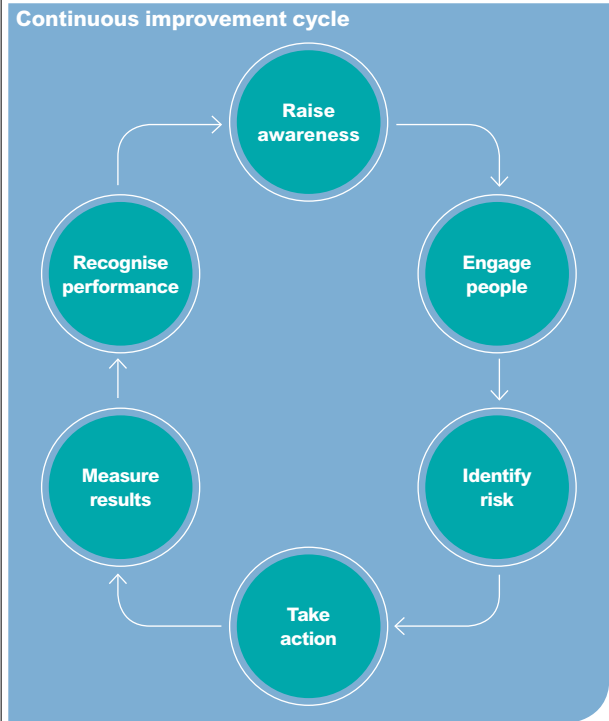 Continuous improvement cycle
Raise
awareness
Engage
people
Identify
risk
Take
action
Measure
results
Recognise
performance